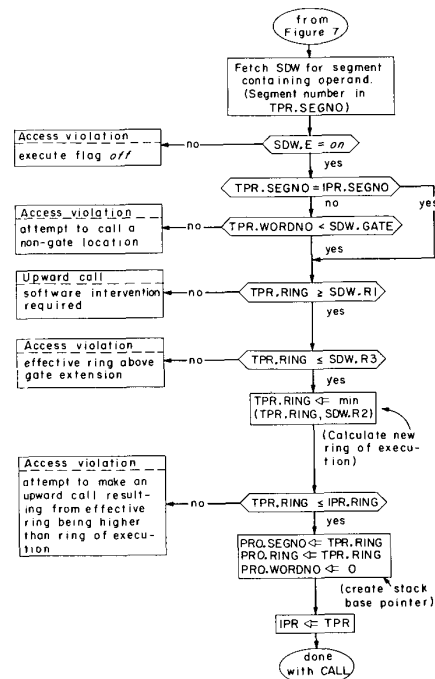 from
Figure 7
Fetch SDW for segment
containing operand.
(Segment number in
TPR.SEGNO)
Access violation
execute flag off
no
SDW.E = on
yes
TPR.SEGNO = IPR.SEGNO
no
yes
Access violation
attempt to call a
non-gate location
no
TPR.WORDNO < SDW.GATE
yes
Upward call
software intervention
required
no
TPR.RING ≥ SDW.R1
yes
Access violation
effective ring above
gate extension
no
TPR.RING ≤ SDW.R3
yes
TPR.RING ⇐ min
(TPR.RING, SDW.R2)
(Calculate new
ring of execu-
tion)
Access violation
attempt to make an
upward call result-
ing from effective
ring being higher
than ring of execu-
tion
no
TPR.RING ≤ IPR.RING
yes
PRO.SEGNO ⇐ TPR.RING
PRO.RING ⇐ TPR.RING
PRO.WORDNO ⇐ 0
(create stack
base pointer)
IPR ⇐ TPR
done
with CALL